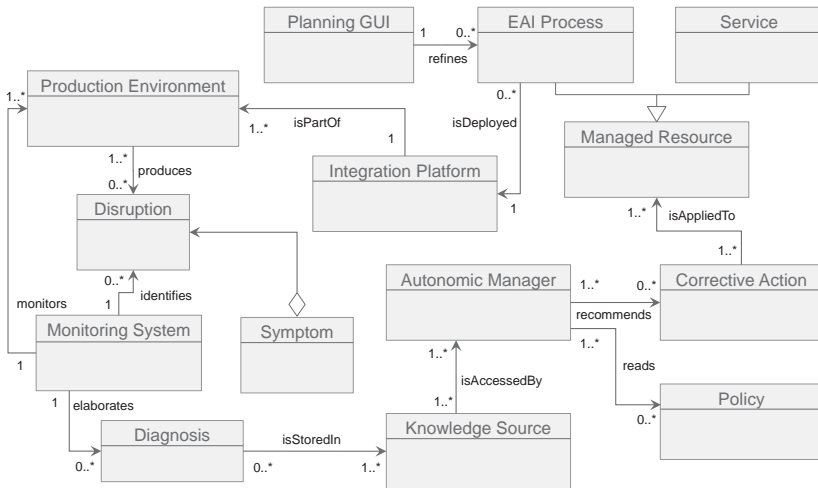 Planning GUI
EAI Process
Service
1
0..*
refines
Production Environment
1..*
isPartOf
1..*
1
0..*
isDeployed
Managed Resource
1..*
produces
0..*
Integration Platform
1
Disruption
1..*
isAppliedTo
1..*
0..*
identifies
1
monitors
Autonomic Manager
1..*
0..*
recommends
Corrective Action
Monitoring System
Symptom
1
1..*
1..*
reads
1
elaborates
isAccessedBy
1..*
Policy
0..*
Diagnosis
isStoredIn
0..*
0..*
1..*
Knowledge Source